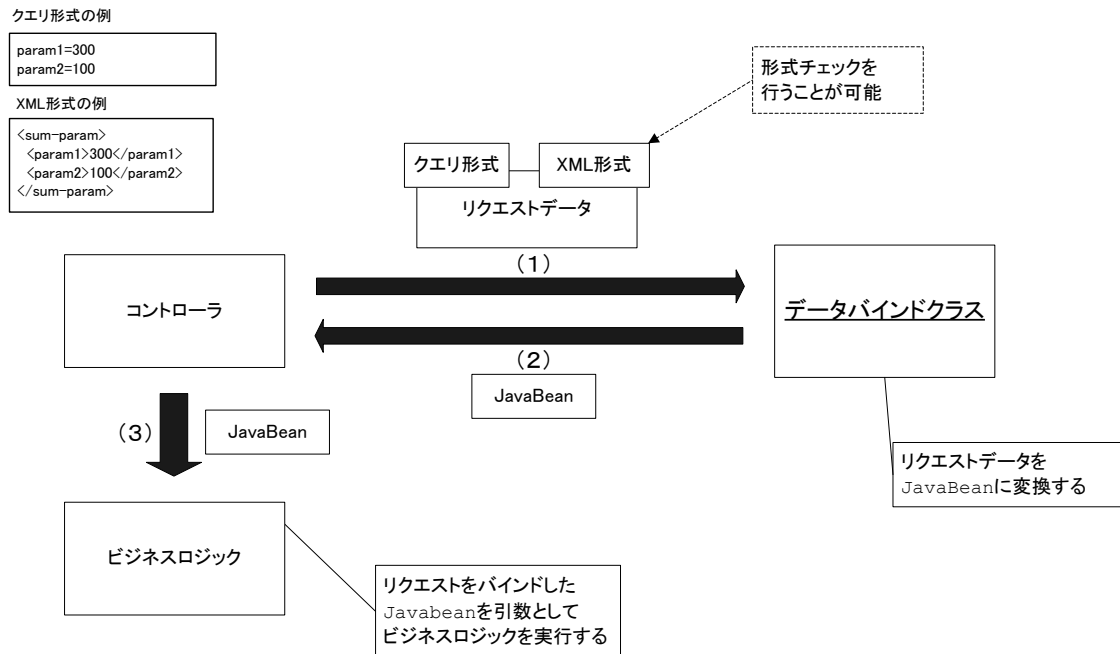 クエリ形式の例
param1=300
param2=100
XML形式の例
<sum-param>
<param1>300</param1>
<param2>100</param2>
</sum-param>
形式チェックを
行うことが可能
クエリ形式
XML形式
リクエストデータ
(1)
コントローラ
データバインドクラス
(2)
JavaBean
(3)
JavaBean
リクエストデータを
JavaBeanに変換する
ビジネスロジック
リクエストをバインドした
Javabeanを引数として
ビジネスロジックを実行する